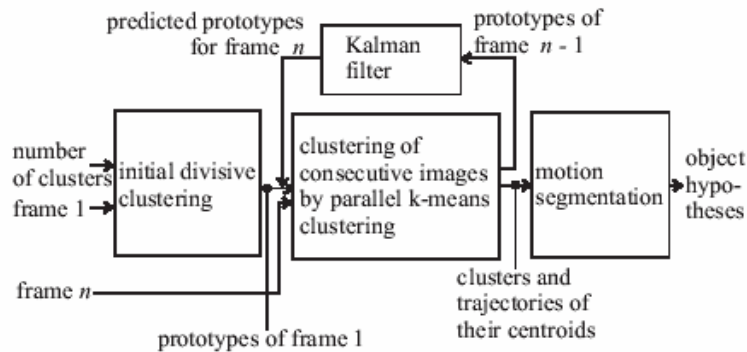 predicted prototypes
for frame n
Kalman
filter
prototypes of
frame n - 1
number
of clusters
frame 1
initial divisive
clustering
clustering of
consecutive images
by parallel k-means
clustering
motion
segmentation
object
hypo-
theses
frame n
prototypes of frame 1
clusters and
trajectories of
their centroids